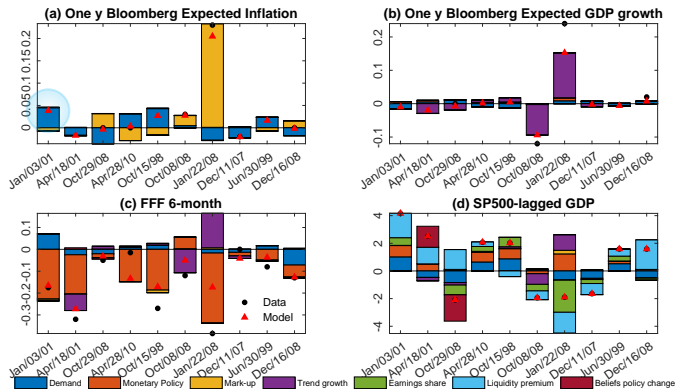 (a) One y Bloomberg Expected Inflation
(b) One y Bloomberg Expected GDP growth
0.2
0.15
0.1
0.05
0
0.2
0.1
0
-0.1
Jan/03/01
Apr/18/01
Oct/29/08
Apr/28/10
Oct/15/98
Oct/08/08
Jan/22/08
Dec/11/07
Jun/30/99
Dec/16/08
Jan/03/01
Apr/18/01
Oct/29/08
Apr/28/10
Oct/15/98
Oct/08/08
Jan/22/08
Dec/11/07
Jun/30/99
Dec/16/08
(c) FFF 6-month
(d) SP500-lagged GDP
0.1
0
-0.1
-0.2
-0.3
4
2
0
-2
-4
Data
Model
Jan/03/01
Apr/18/01
Oct/29/08
Apr/28/10
Oct/15/98
Oct/08/08
Jan/22/08
Dec/11/07
Jun/30/99
Dec/16/08
Jan/03/01
Apr/18/01
Oct/29/08
Apr/28/10
Oct/15/98
Oct/08/08
Jan/22/08
Dec/11/07
Jun/30/99
Dec/16/08
Demand
Monetary Policy
Mark-up
Trend growth
Earnings share
Liquidity premium
Beliefs policy change